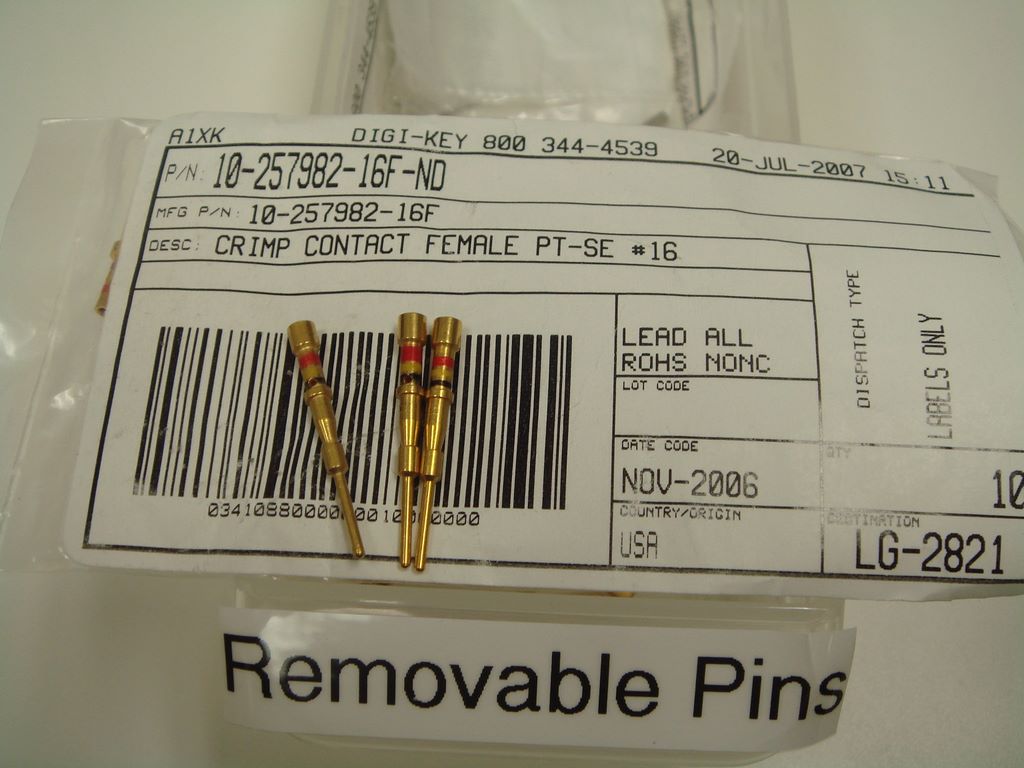 A1XK DIGI-KEY 800 344-4539 20-JUL-2007 15:11
P/N: 10-257982-16F-ND
MFG P/N: 10-257982-16F
DESC: CRIMP CONTACT FEMALE PT-SE #16
LEAD ALL
ROHS NONC
LOT CODE
DATE CODE
NOV-2006
COUNTRY/ORIGIN
USA
DISPATCH TYPE
LABELS ONLY
QTY
10
DESTINATION
LG-2821
Removable Pins